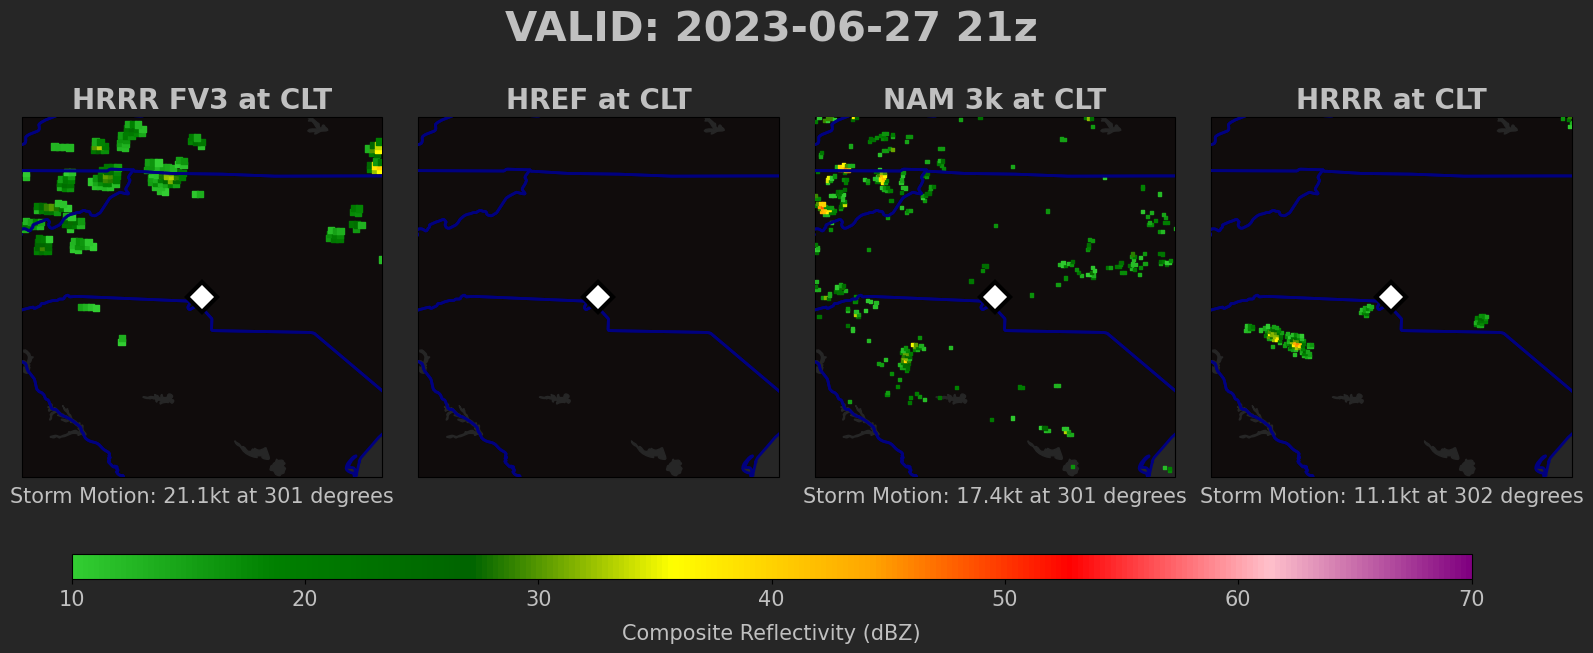 VALID: 2023-06-27 21z
HRRR FV3 at CLT
HREF at CLT
NAM 3k at CLT
HRRR at CLT
Storm Motion: 21.1kt at 301 degrees
Storm Motion: 17.4kt at 301 degrees
Storm Motion: 11.1kt at 302 degrees
10 20 30 40 50 60 70
Composite Reflectivity (dBZ)